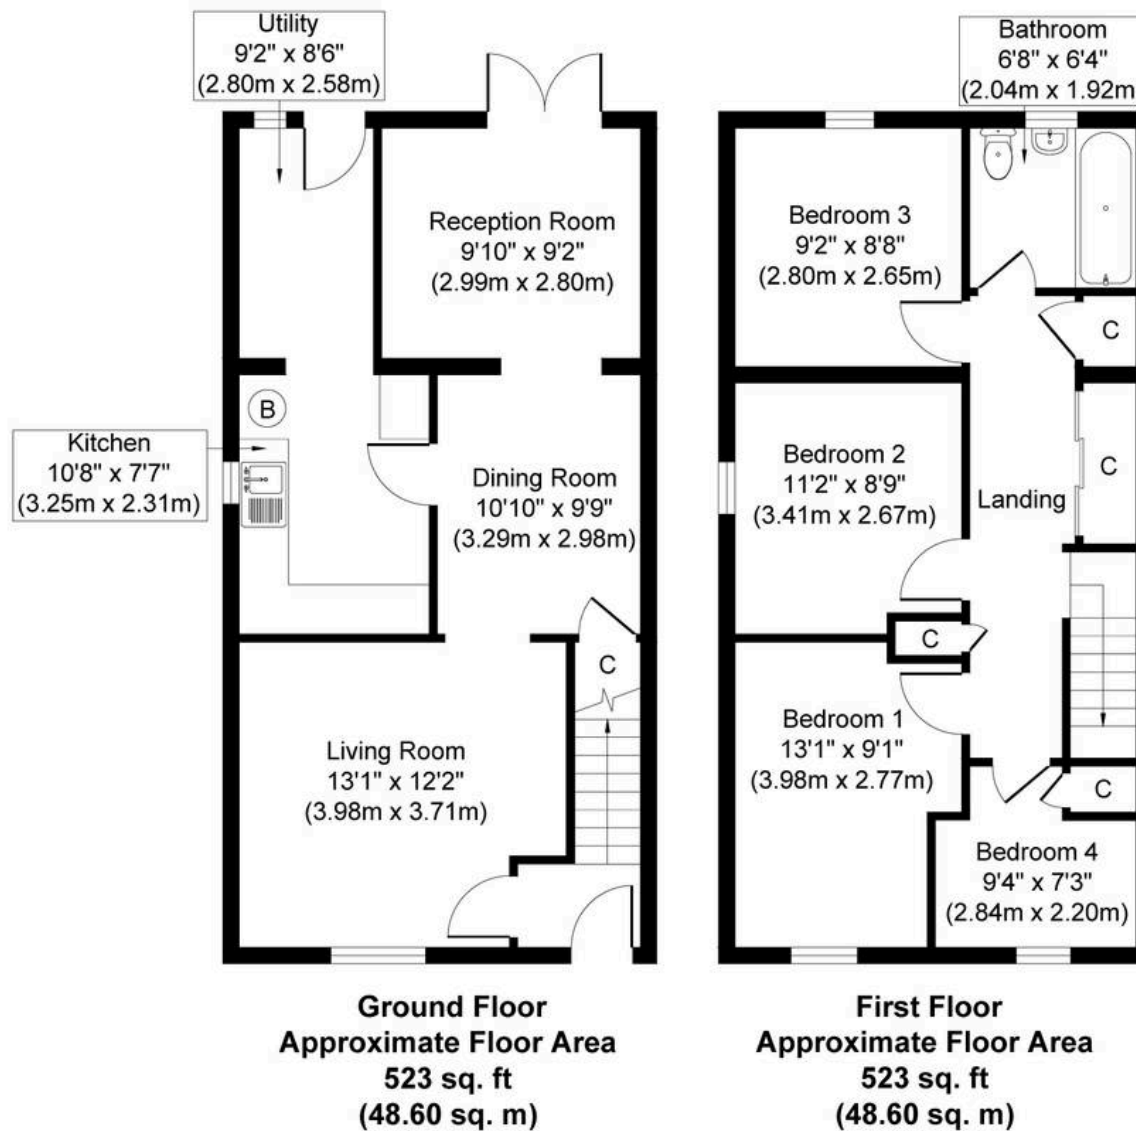 Utility
9'2" x 8'6"
(2.80m x 2.58m)
Reception Room
9'10" x 9'2"
(2.99m x 2.80m)
B
Kitchen
10'8" x 7'7"
(3.25m x 2.31m)
Dining Room
10'10" x 9'9"
(3.29m x 2.98m)
C
Living Room
13'1" x 12'2"
(3.98m x 3.71m)
Ground Floor
Approximate Floor Area
523 sq. ft
(48.60 sq. m)
Bathroom
6'8" x 6'4"
(2.04m x 1.92m
Bedroom 3
9'2" x 8'8"
(2.80m x 2.65m)
C
Bedroom 2
11'2" x 8'9"
(3.41m x 2.67m)
C
Landing
C
Bedroom 1
13'1" x 9'1"
(3.98m x 2.77m)
C
Bedroom 4
9'4" x 7'3"
(2.84m x 2.20m)
First Floor
Approximate Floor Area
523 sq. ft
(48.60 sq. m)